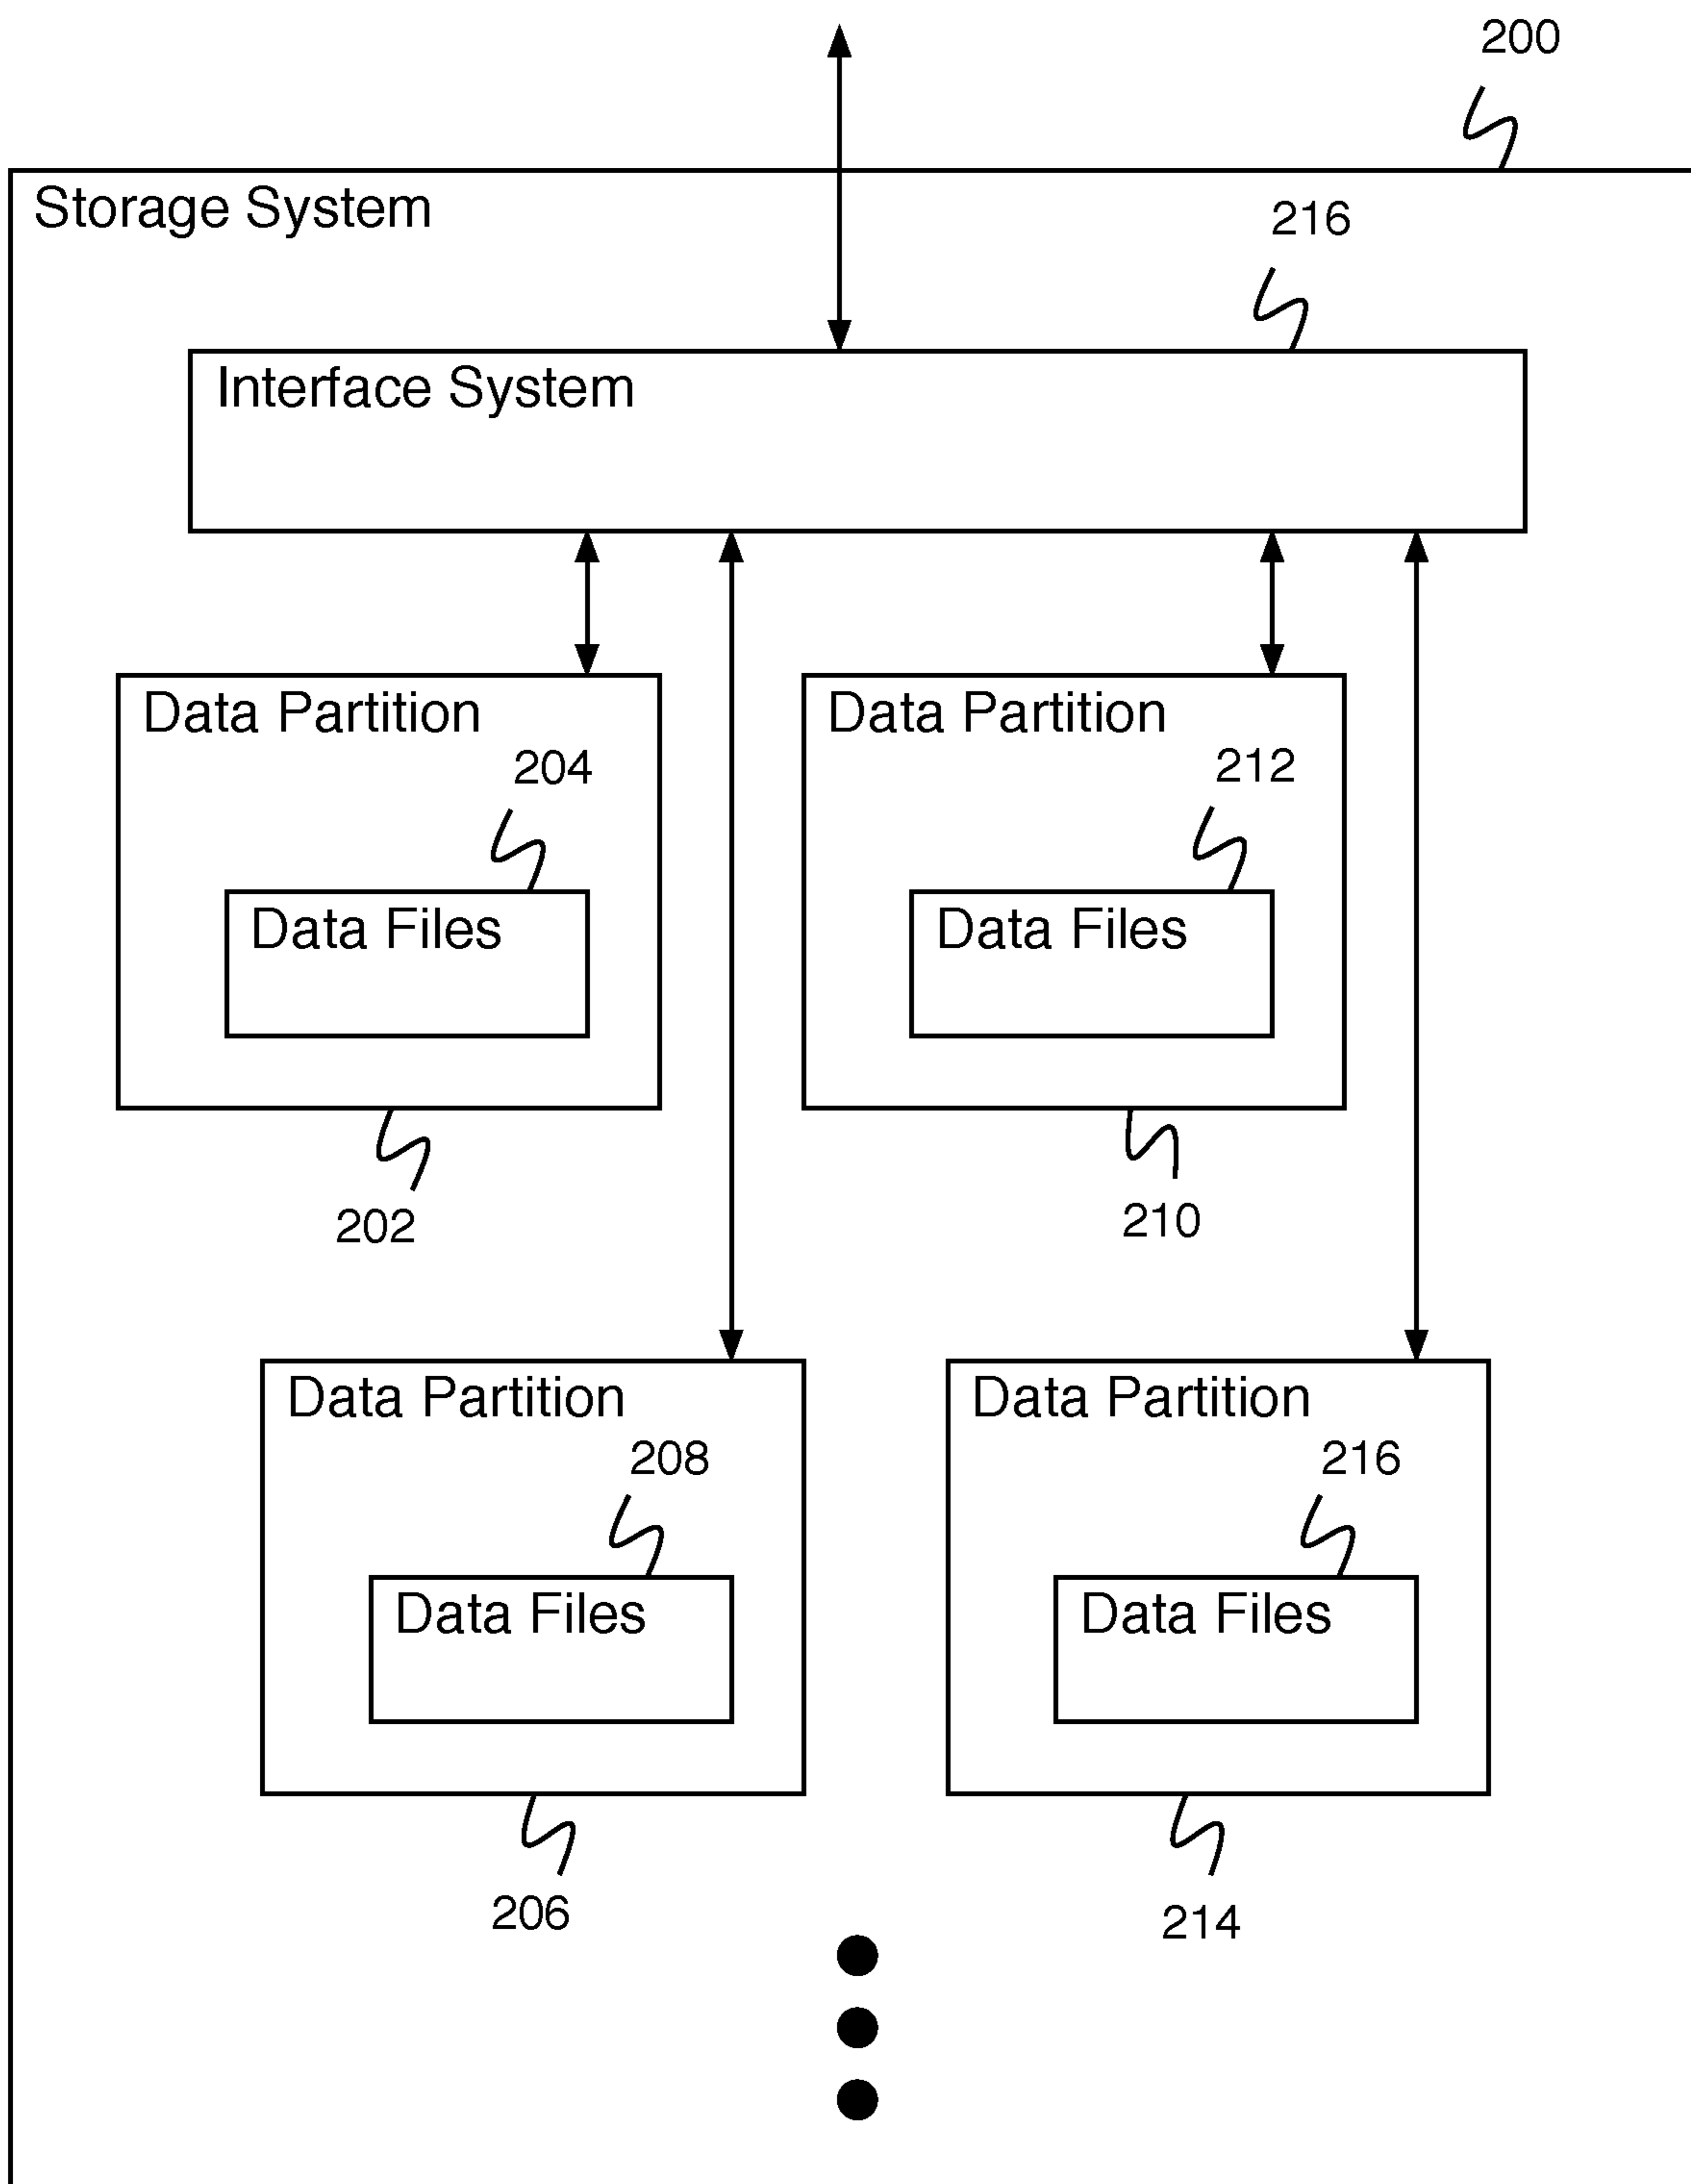 200
Storage System
216
Interface System
Data Partition
204
Data Files
202
Data Partition
212
Data Files
210
Data Partition
208
Data Files
206
Data Partition
216
Data Files
214